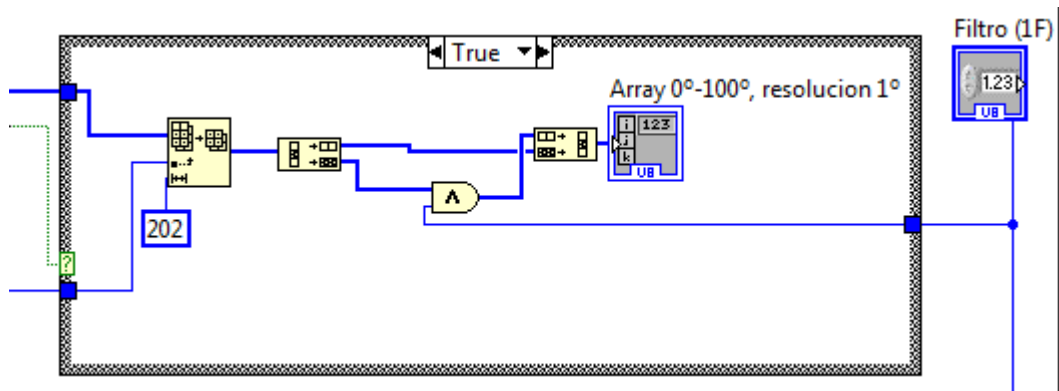 Filtro (1F)
True
1.23
U8
Array 0º-100º, resolucion 1º
i
123
j
k
U8
202
?